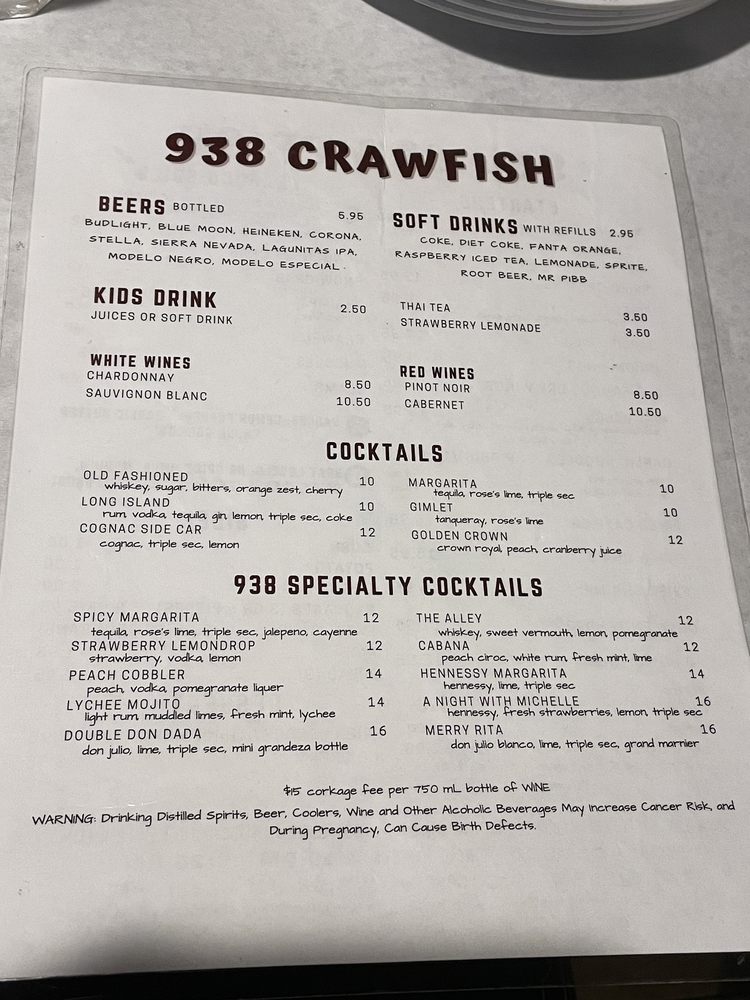 938 CRAWFISH
BEERS BOTTLED 5.95
BUDLIGHT, BLUE MOON, HEINEKEN, CORONA,
STELLA, SIERRA NEVADA, LAGUNITAS IPA,
MODELO NEGRO, MODELO ESPECIAL.
SOFT DRINKS WITH REFILLS 2.95
COKE, DIET COKE, FANTA ORANGE,
RASPBERRY ICED TEA, LEMONADE, SPRITE,
ROOT BEER, MR PIBB
KIDS DRINK
JUICES OR SOFT DRINK 2.50
THAI TEA 3.50
STRAWBERRY LEMONADE 3.50
WHITE WINES
CHARDONNAY 8.50
SAUVIGNON BLANC 10.50
RED WINES
PINOT NOIR 8.50
CABERNET 10.50
COCKTAILS
OLD FASHIONED 10
whiskey, sugar, bitters, orange zest, cherry
LONG ISLAND 10
rum, vodka, tequila, gin, lemon, triple sec, coke
COGNAC SIDE CAR 12
cognac, triple sec, lemon
MARGARITA 10
tequila, rose's lime, triple sec
GIMLET 10
tanqueray, rose's lime
GOLDEN CROWN 12
crown royal, peach, cranberry juice
938 SPECIALTY COCKTAILS
SPICY MARGARITA 12
tequila, rose's lime, triple sec, jalepeno, cayenne
STRAWBERRY LEMONDROP 12
strawberry, vodka, lemon
PEACH COBBLER 14
peach, vodka, pomegranate liquer
LYCHEE MOJITO 14
light rum, muddled limes, fresh mint, lychee
DOUBLE DON DADA 16
don julio, lime, triple sec, mini grandeza bottle
THE ALLEY 12
whiskey, sweet vermouth, lemon, pomegranate
CABANA 12
peach ciroc, white rum, fresh mint, lime
HENNESSY MARGARITA 14
hennessy, lime, triple sec
A NIGHT WITH MICHELLE 16
hennessy, fresh strawberries, lemon, triple sec
MERRY RITA 16
don julio blanco, lime, triple sec, grand marnier
$15 corkage fee per 750 mL bottle of WINE
WARNING: Drinking Distilled Spirits, Beer, Coolers, Wine and Other Alcoholic Beverages May Increase Cancer Risk, and,
During Pregnancy, Can Cause Birth Defects.